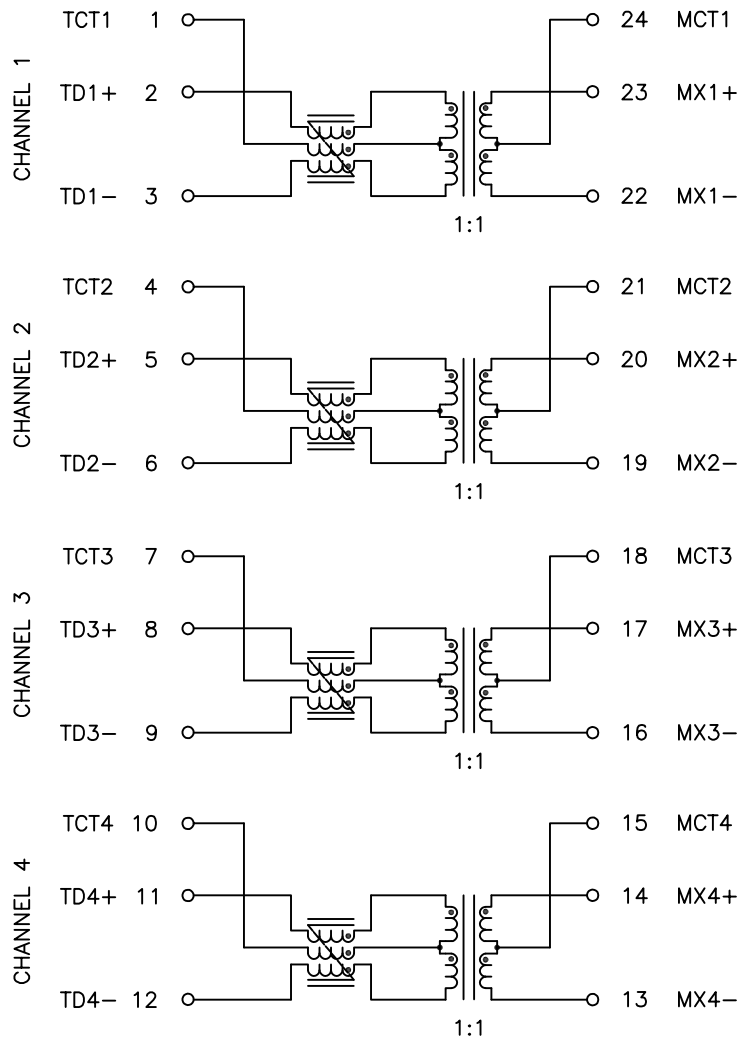 CHANNEL 1
TCT1 1 24 MCT1
TD1+ 2 23 MX1+
TD1− 3 22 MX1−
1:1
CHANNEL 2
TCT2 4 21 MCT2
TD2+ 5 20 MX2+
TD2− 6 19 MX2−
1:1
CHANNEL 3
TCT3 7 18 MCT3
TD3+ 8 17 MX3+
TD3− 9 16 MX3−
1:1
CHANNEL 4
TCT4 10 15 MCT4
TD4+ 11 14 MX4+
TD4− 12 13 MX4−
1:1